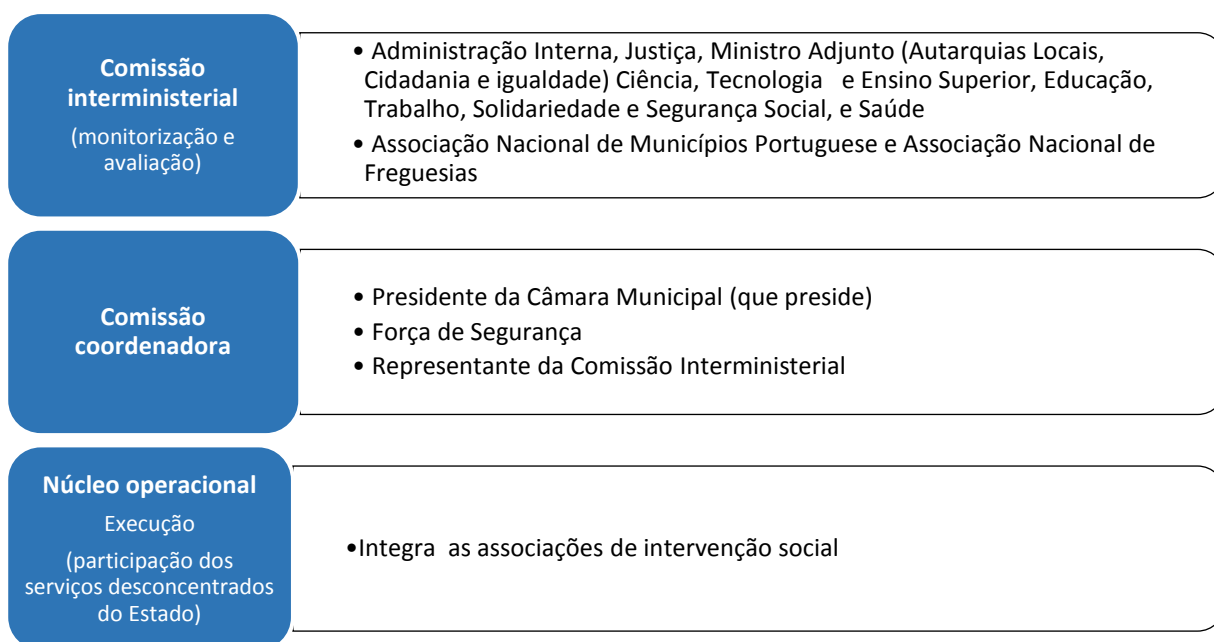 Comissão
interministerial
(monitorização e
avaliação)
• Administração Interna, Justiça, Ministro Adjunto (Autarquias Locais,
Cidadania e igualdade) Ciência, Tecnologia e Ensino Superior, Educação,
Trabalho, Solidariedade e Segurança Social, e Saúde
• Associação Nacional de Municípios Portuguese e Associação Nacional de
Freguesias
Comissão
coordenadora
• Presidente da Câmara Municipal (que preside)
• Força de Segurança
• Representante da Comissão Interministerial
Núcleo operacional
Execução
(participação dos
serviços desconcentrados
do Estado)
•Integra as associações de intervenção social